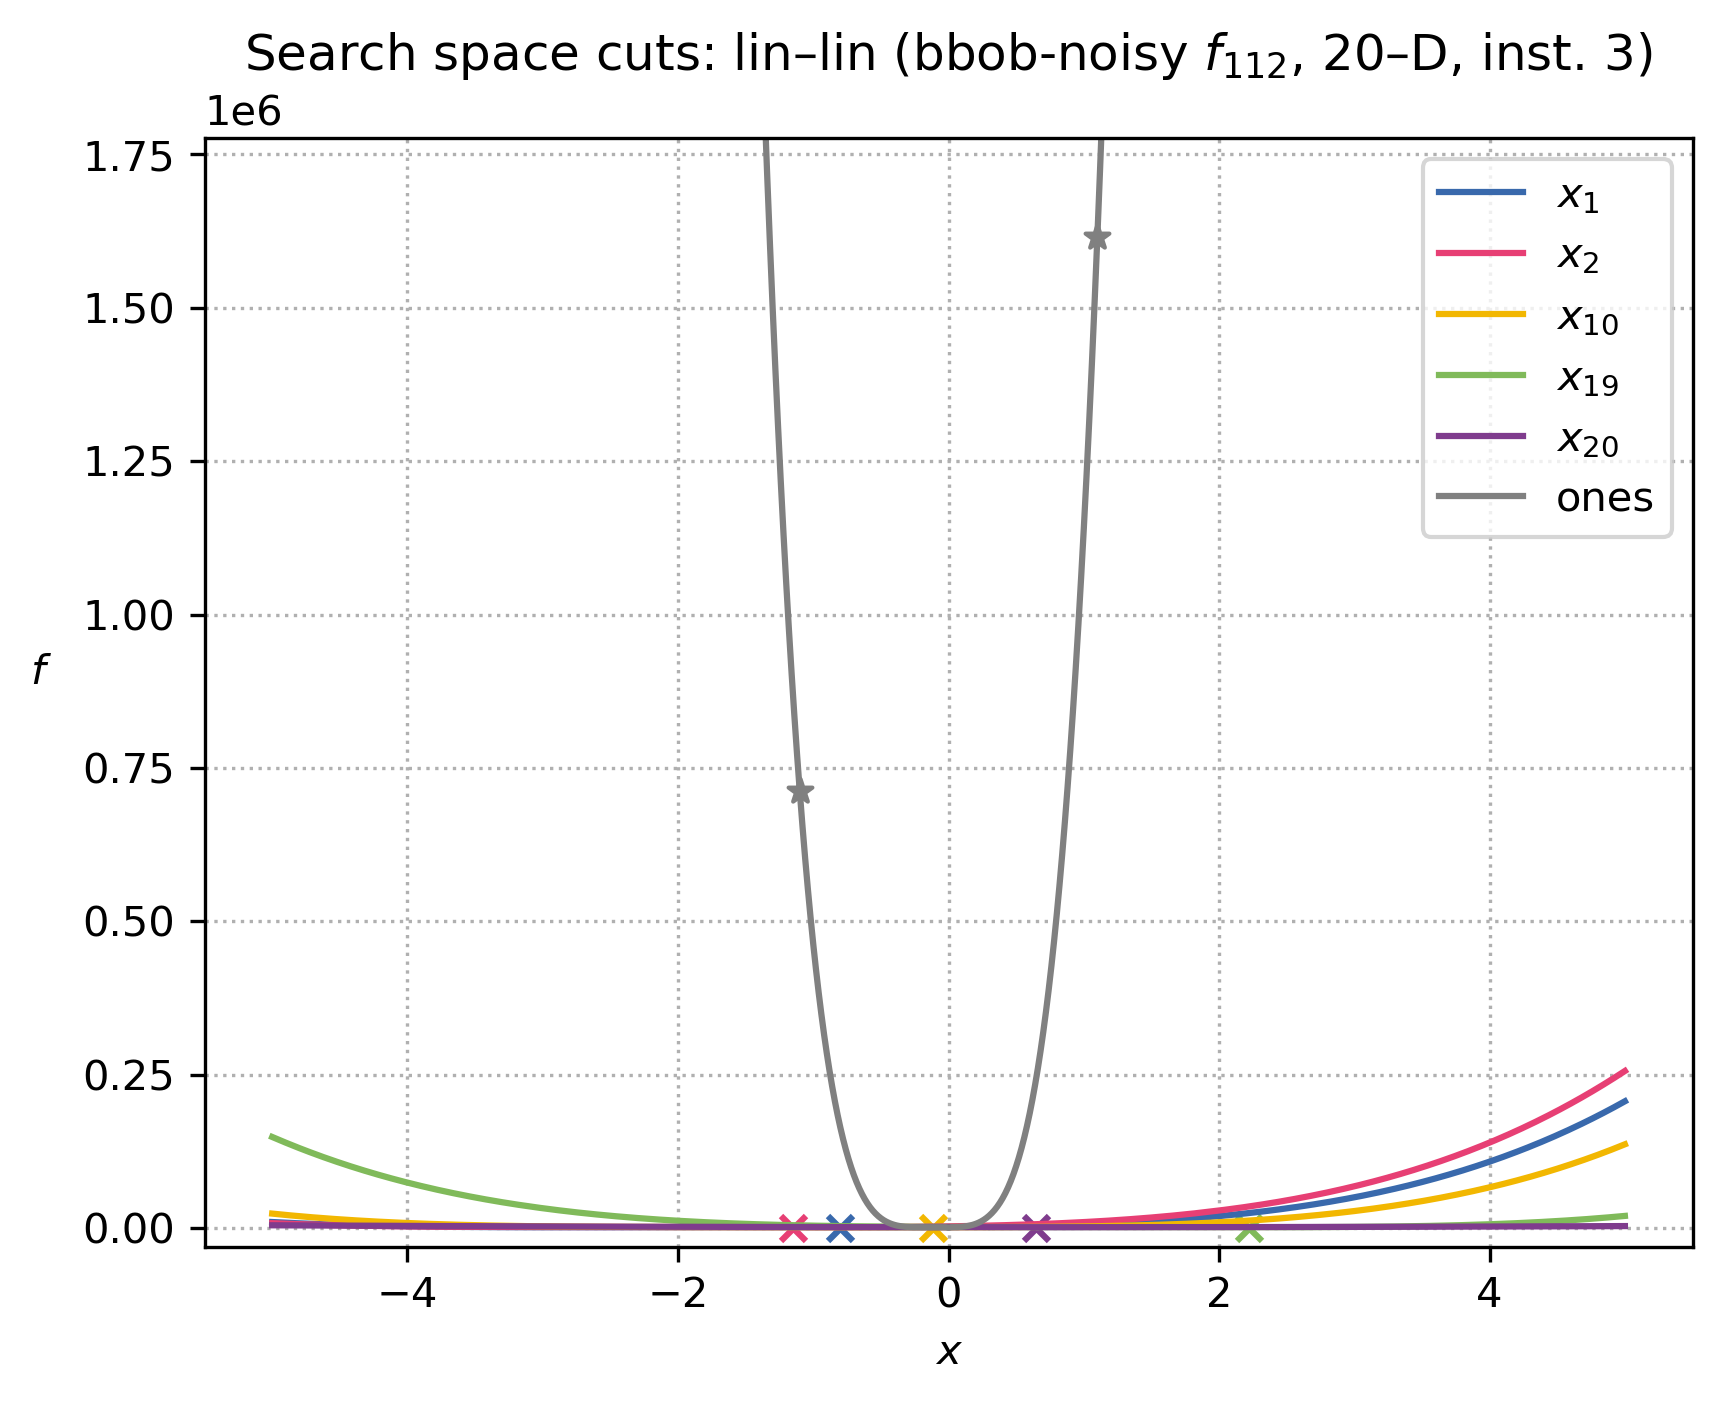 Search space cuts: lin–lin (bbob-noisy f112, 20–D, inst. 3)
1e6
1.75
1.50
1.25
1.00
0.75
0.50
0.25
0.00
f
−4
−2
0
2
4
x
x1
x2
x10
x19
x20
ones